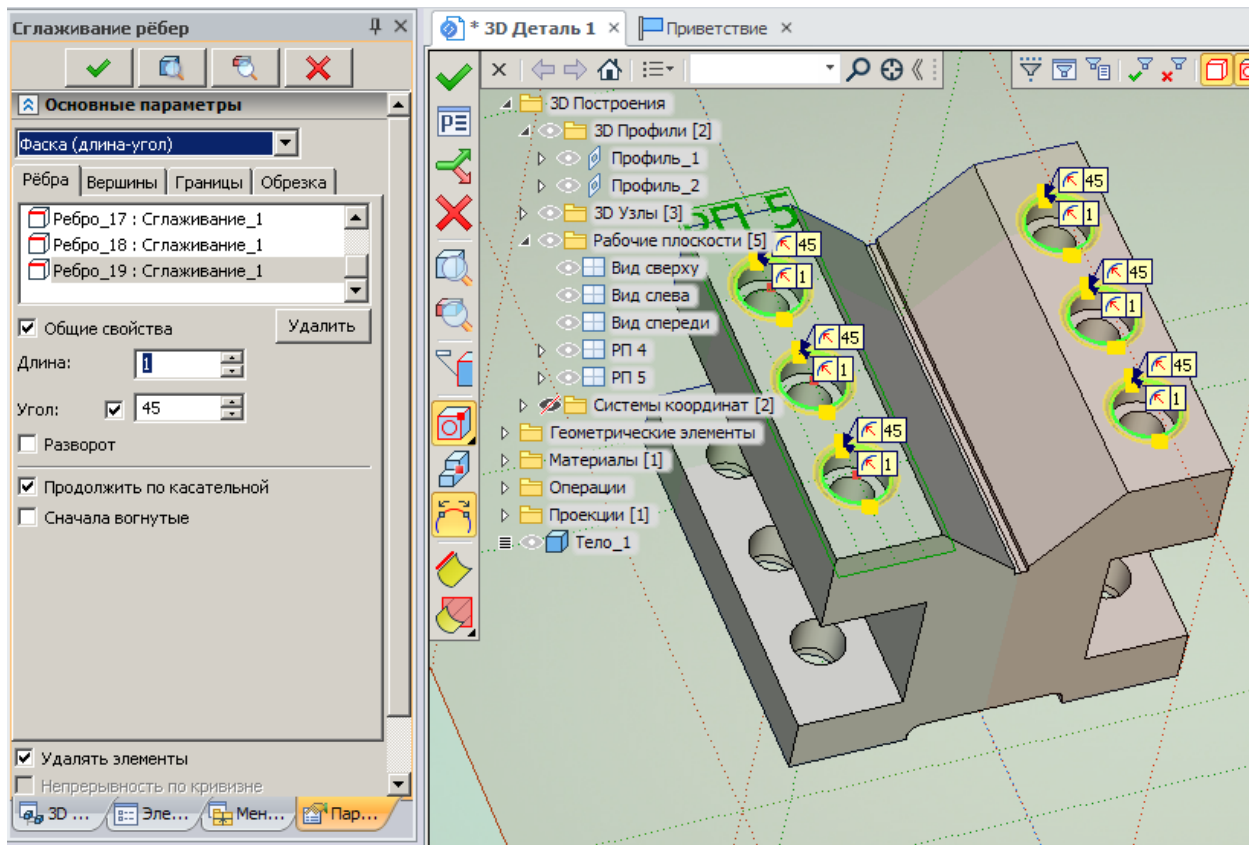 Сглаживание рёбер
Основные параметры
Фаска (длина-угол)
Рёбра Вершины Границы Обрезка
Ребро_17 : Сглаживание_1
Ребро_18 : Сглаживание_1
Ребро_19 : Сглаживание_1
Общие свойства Удалить
Длина: 1
Угол: 45
Разворот
Продолжить по касательной
Сначала вогнутые
Удалять элементы
Непрерывность по кривизне
3D ... Эле... Мен... Пар...
* 3D Деталь 1 Приветствие
3D Построения
3D Профили [2]
Профиль_1
Профиль_2
3D Узлы [3]
Рабочие плоскости [5]
Вид сверху
Вид слева
Вид спереди
РП 4
РП 5
Системы координат [2]
Геометрические элементы
Материалы [1]
Операции
Проекции [1]
Тело_1
РП 5
45
1
45
1
45
1
45
1
45
1
45
1